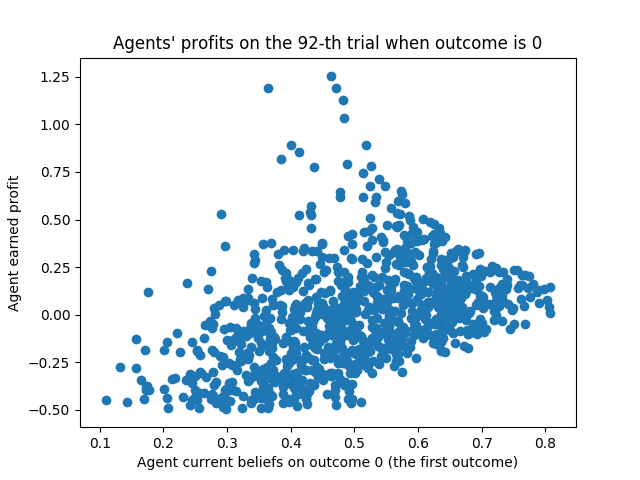 Agents' profits on the 92-th trial when outcome is 0
1.25
1.00
0.75
0.50
0.25
0.00
−0.25
−0.50
Agent earned profit
0.1 0.2 0.3 0.4 0.5 0.6 0.7 0.8
Agent current beliefs on outcome 0 (the first outcome)